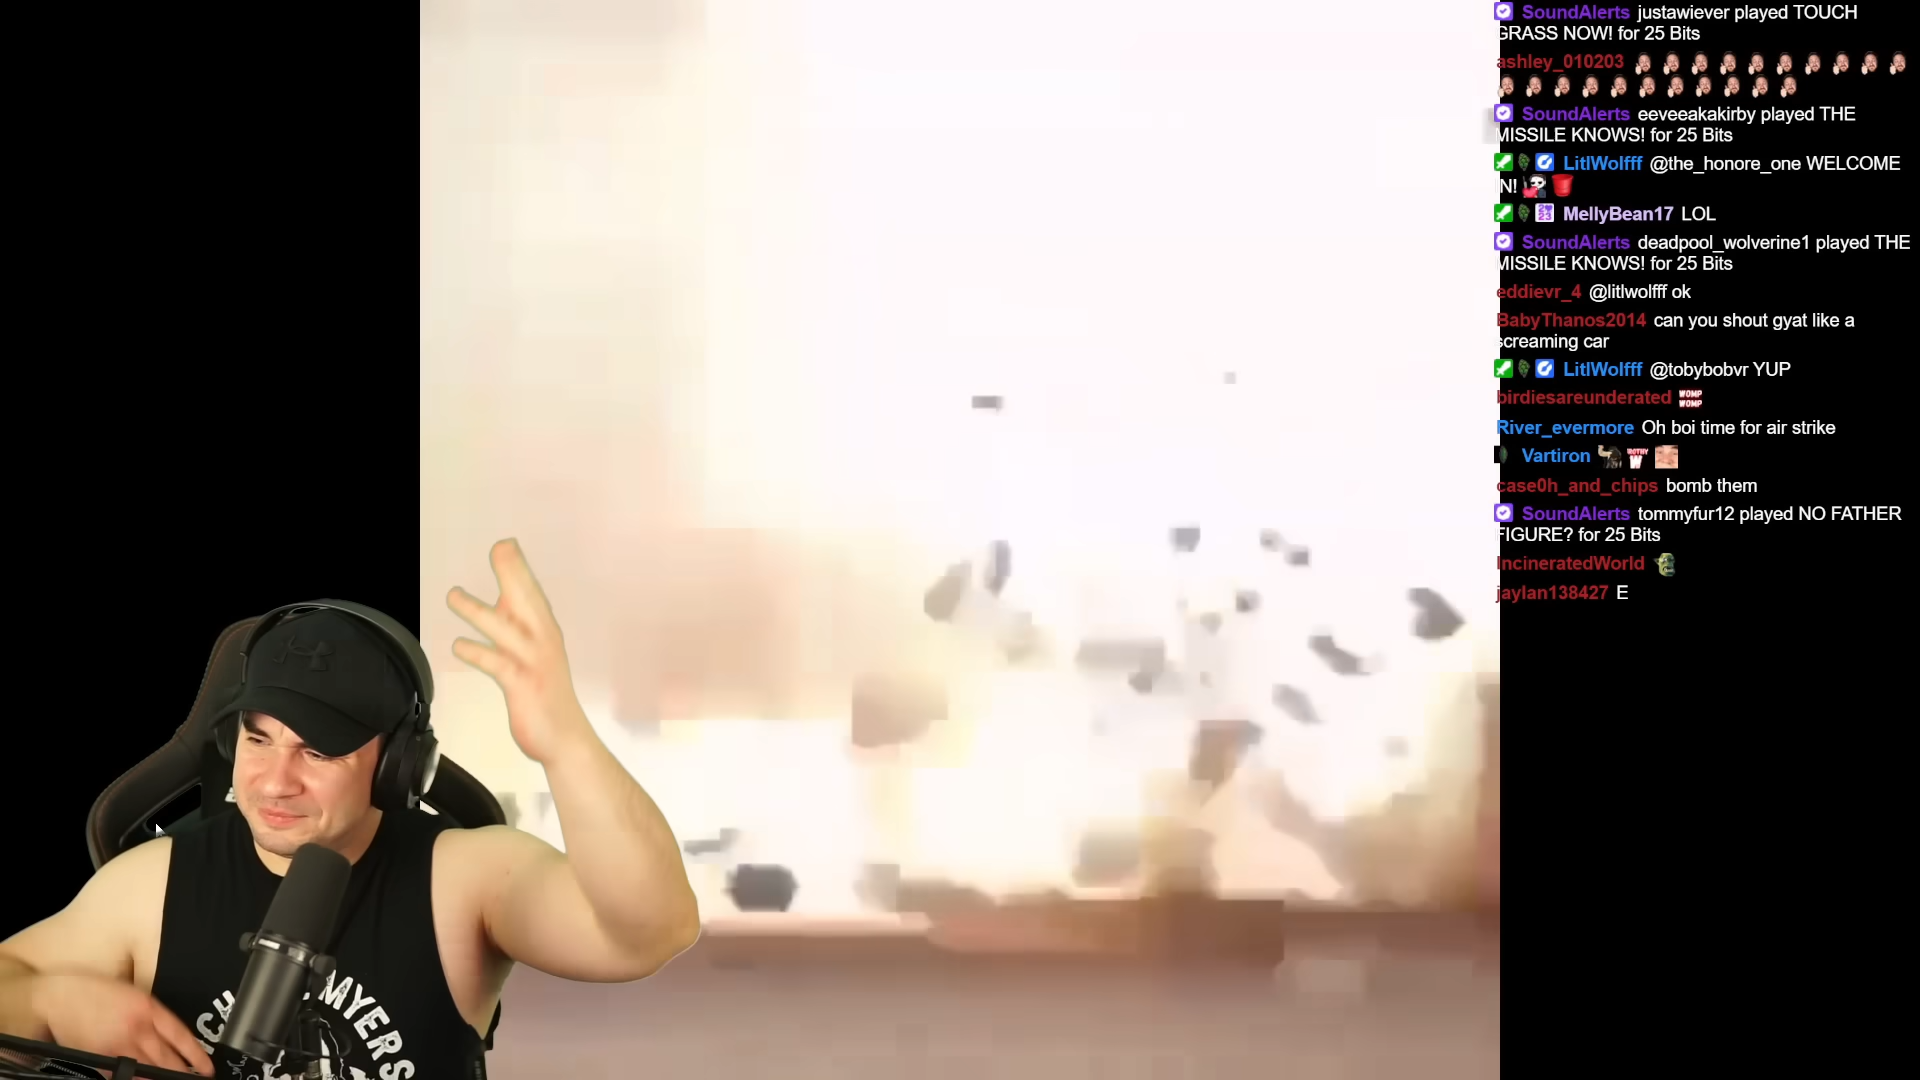 SoundAlerts justawiever played TOUCH
GRASS NOW! for 25 Bits
ashley_010203
SoundAlerts eeveeakakirby played THE
MISSILE KNOWS! for 25 Bits
LitlWolfff @the_honore_one WELCOME
IN!
MellyBean17 LOL
SoundAlerts deadpool_wolverine1 played THE
MISSILE KNOWS! for 25 Bits
eddievr_4 @litlwolfff ok
BabyThanos2014 can you shout gyat like a
screaming car
LitlWolfff @tobybobvr YUP
birdiesareunderated WOMP
WOMP
River_evermore Oh boi time for air strike
Vartiron W
case0h_and_chips bomb them
SoundAlerts tommyfur12 played NO FATHER
FIGURE? for 25 Bits
IncineratedWorld
jaylan138427 E
MYERS